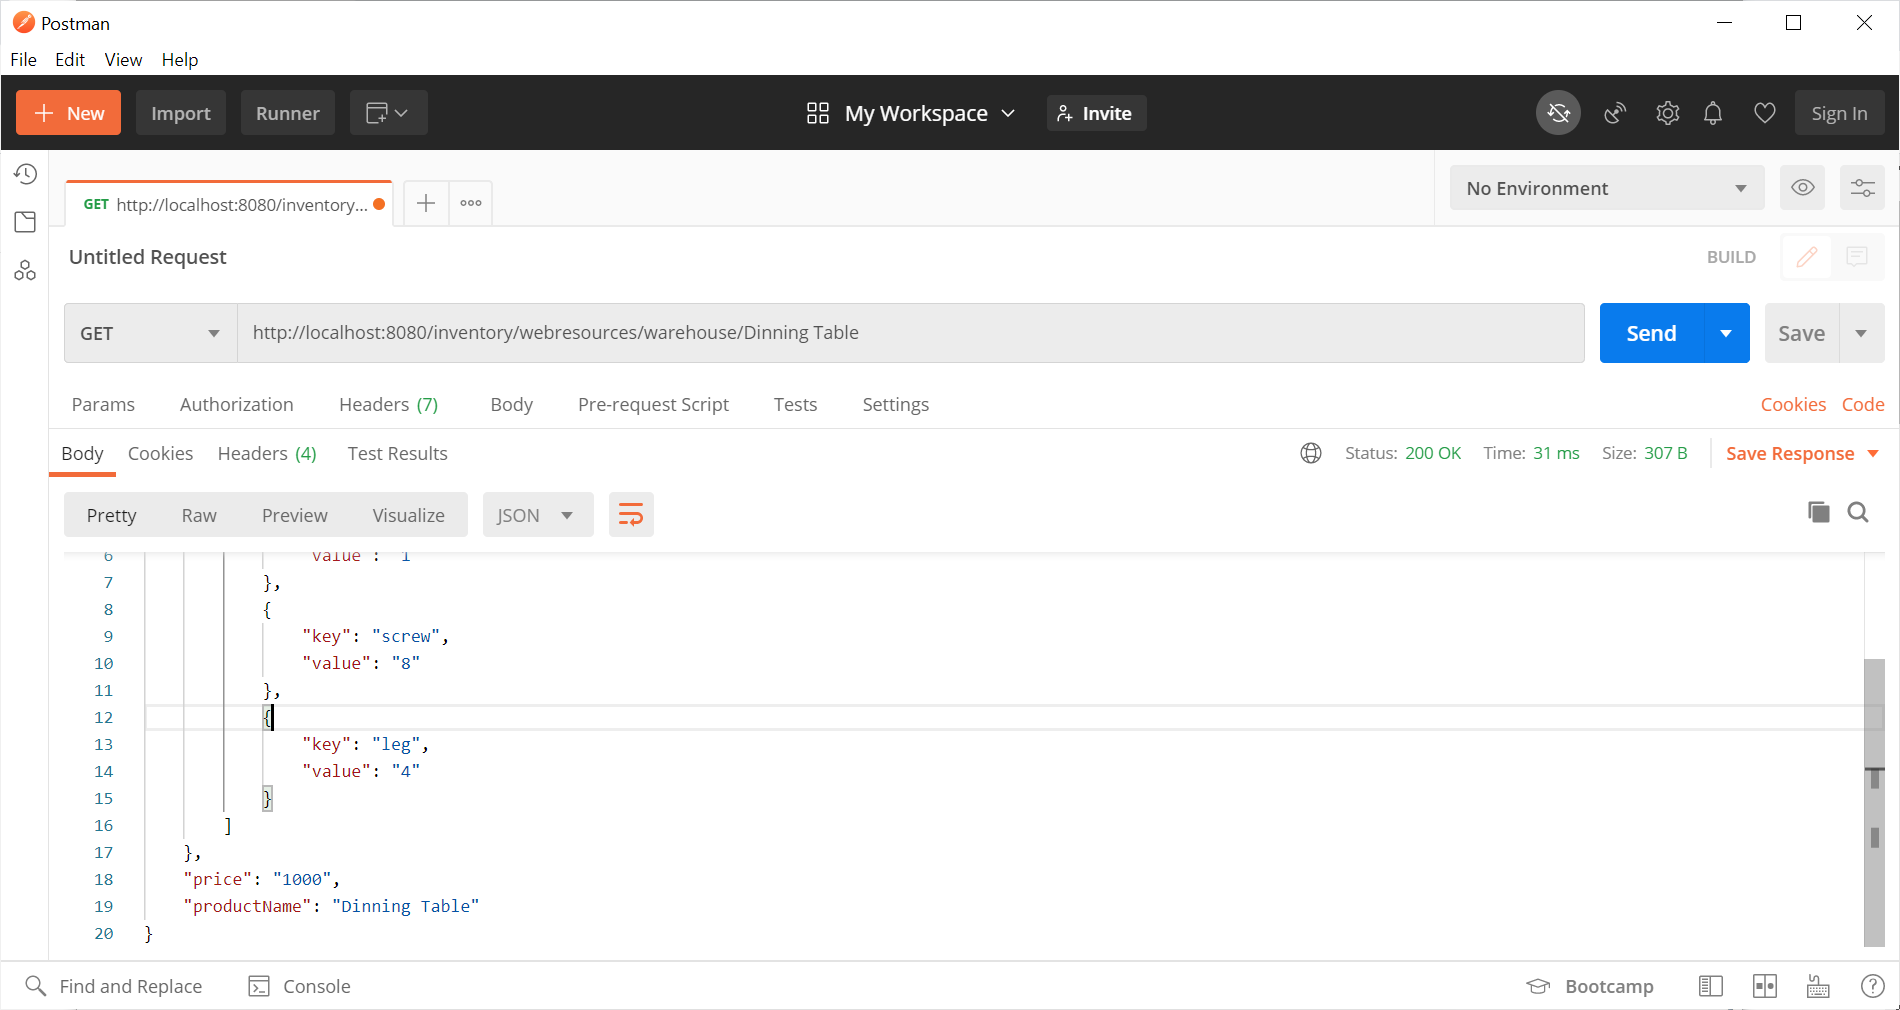 Postman
File Edit View Help
New Import Runner My Workspace Invite Sign In
GET http://localhost:8080/inventory... No Environment
Untitled Request BUILD
GET http://localhost:8080/inventory/webresources/warehouse/Dinning Table Send Save
Params Authorization Headers (7) Body Pre-request Script Tests Settings Cookies Code
Body Cookies Headers (4) Test Results Status: 200 OK Time: 31 ms Size: 307 B Save Response
Pretty Raw Preview Visualize JSON
6 value : 1
7 },
8 {
9 "key": "screw",
10 "value": "8"
11 },
12 {
13 "key": "leg",
14 "value": "4"
15 }
16 ]
17 },
18 "price": "1000",
19 "productName": "Dinning Table"
20 }
Find and Replace Console Bootcamp